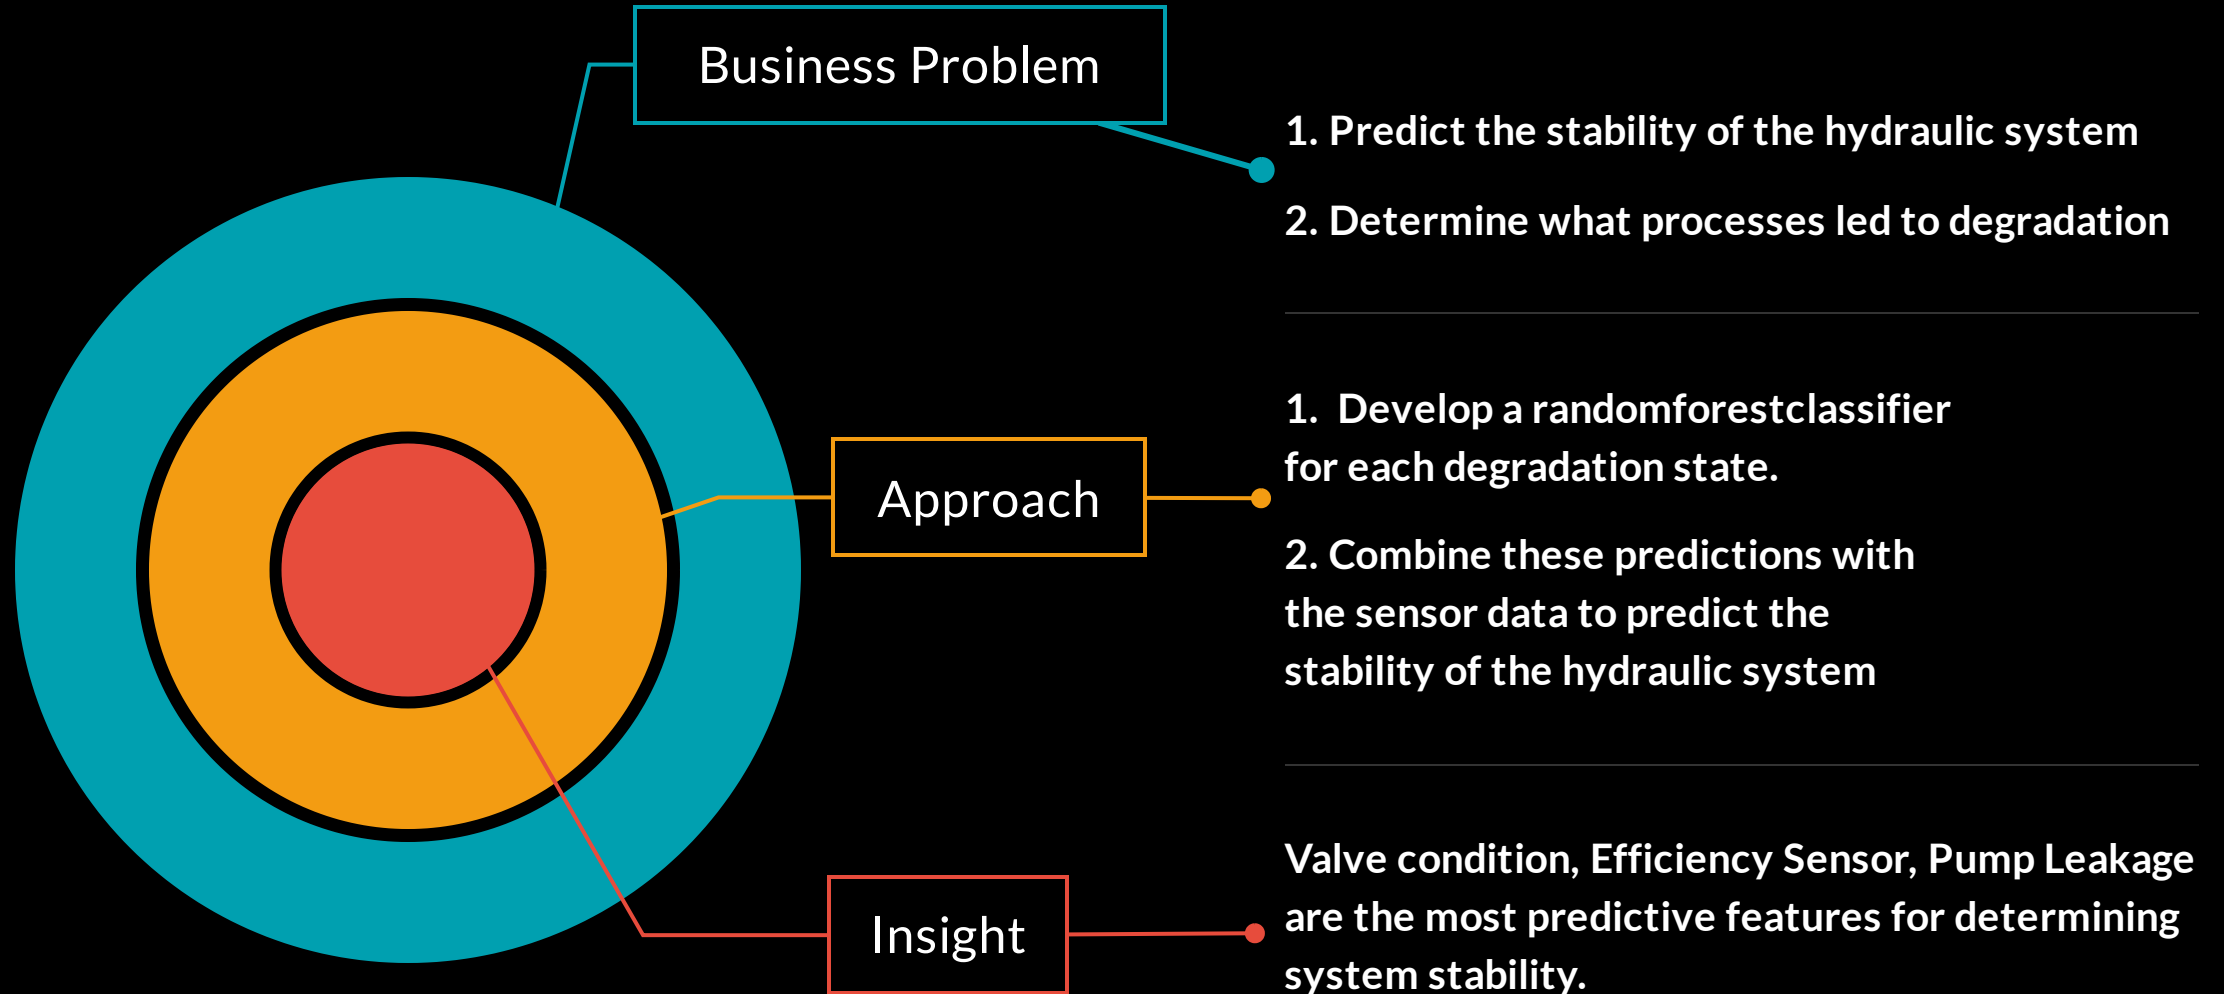 Business Problem
1. Predict the stability of the hydraulic system
2. Determine what processes led to degradation
Approach
1.  Develop a randomforestclassifier
for each degradation state.
2. Combine these predictions with
the sensor data to predict the
stability of the hydraulic system
Insight
Valve condition, Efficiency Sensor, Pump Leakage
are the most predictive features for determining
system stability.